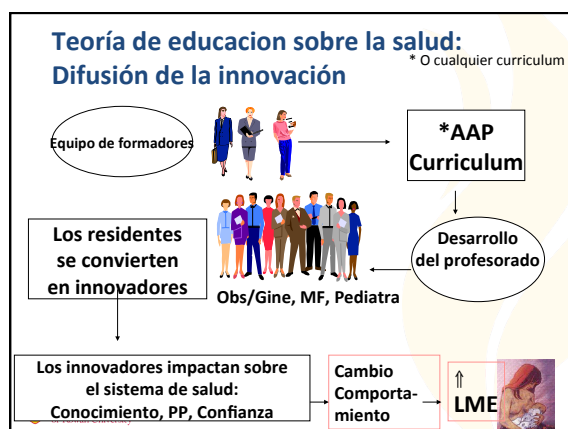 Teoría de educacion sobre la salud:
Difusión de la innovación
* O cualquier curriculum
Equipo de formadores
*AAP
Curriculum
Desarrollo
del profesorado
Obs/Gine, MF, Pediatra
Los residentes
se convierten
en innovadores
Los innovadores impactan sobre
el sistema de salud:
Conocimiento, PP, Confianza
Cambio
Comporta-
miento
⇑
LME